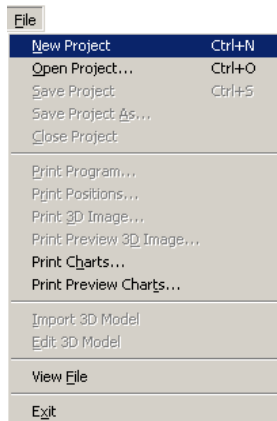 File
New Project Ctrl+N
Open Project... Ctrl+O
Save Project Ctrl+S
Save Project As...
Close Project
Print Program...
Print Positions...
Print 3D Image...
Print Preview 3D Image...
Print Charts...
Print Preview Charts...
Import 3D Model
Edit 3D Model
View File
Exit